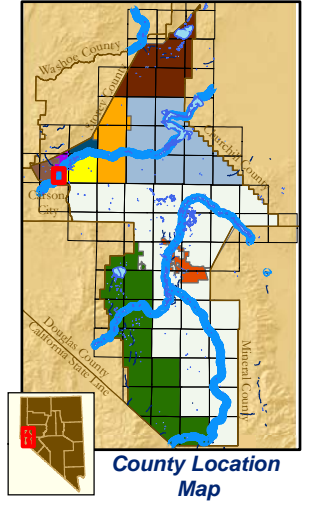 Washoe County
Storey County
Churchill County
Carson
City
Douglas County
California State Line
Mineral County
County Location
Map